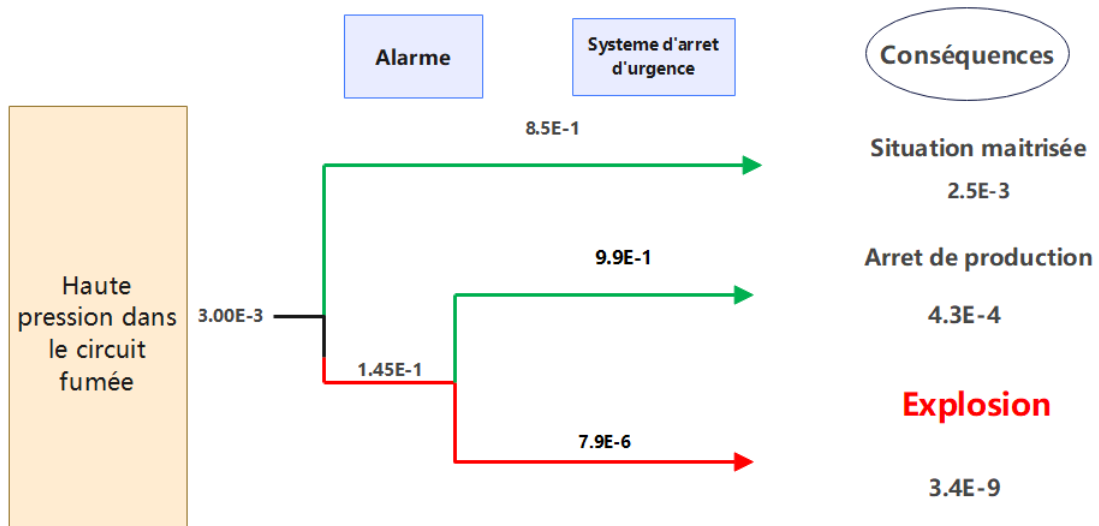 Alarme
Systeme d'arret
d'urgence
Conséquences
8.5E-1
Situation maitrisée
2.5E-3
9.9E-1
Arret de production
4.3E-4
Haute
pression dans
le circuit
fumée
3.00E-3
1.45E-1
Explosion
7.9E-6
3.4E-9